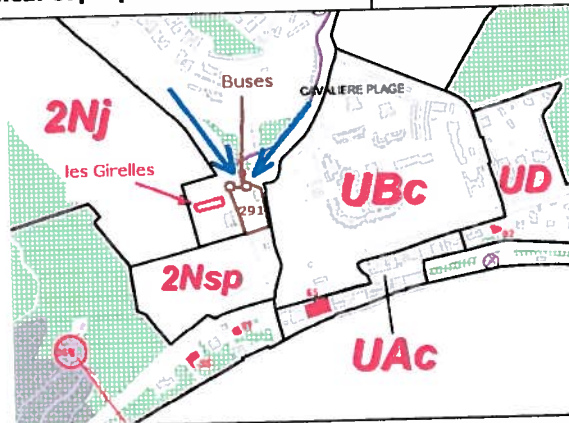 Buses
CAVALIERE PLAGE
2Nj
les Girelles
UBc
UD
291
2Nsp
UAc